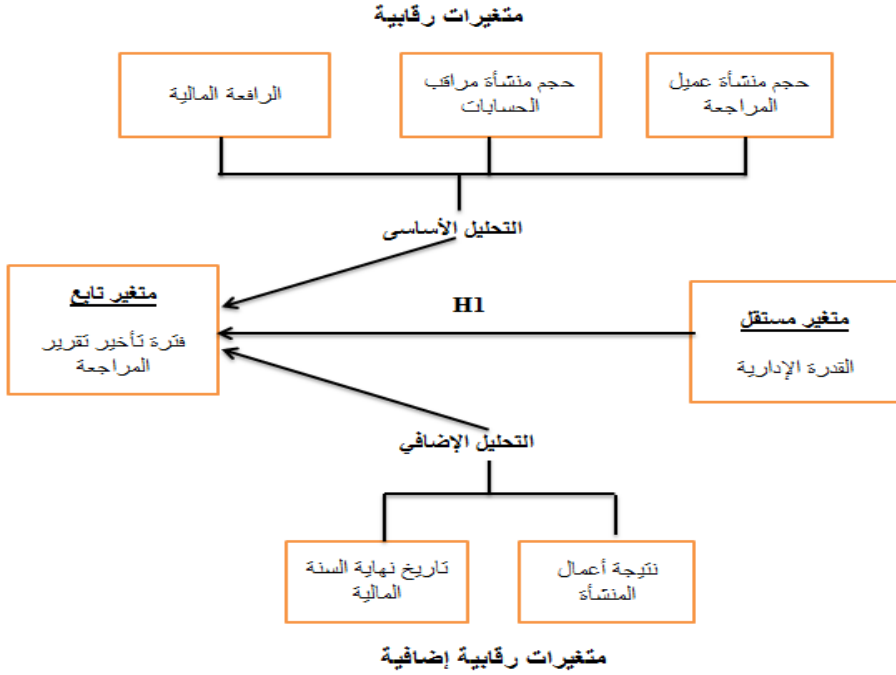 متغيرات رقابية
حجم منشأة عميل
المراجعة
حجم منشأة مراقب
الحسابات
الرافعة المالية
التحليل الأساسى
متغير مستقل
القدرة الإدارية
H1
متغير تابع
فترة تأخير تقرير
المراجعة
التحليل الإضافي
نتيجة أعمال
المنشأة
تاريخ نهاية السنة
المالية
متغيرات رقابية إضافية